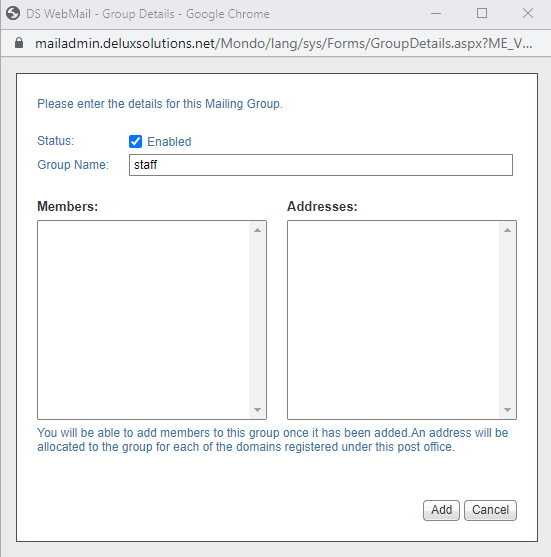 DS WebMail - Group Details - Google Chrome
mailadmin.deluxsolutions.net/Mondo/lang/sys/Forms/GroupDetails.aspx?ME_V...
Please enter the details for this Mailing Group.
Status: Enabled
Group Name: staff
Members: Addresses:
You will be able to add members to this group once it has been added.An address will be
allocated to the group for each of the domains registered under this post office.
Add Cancel